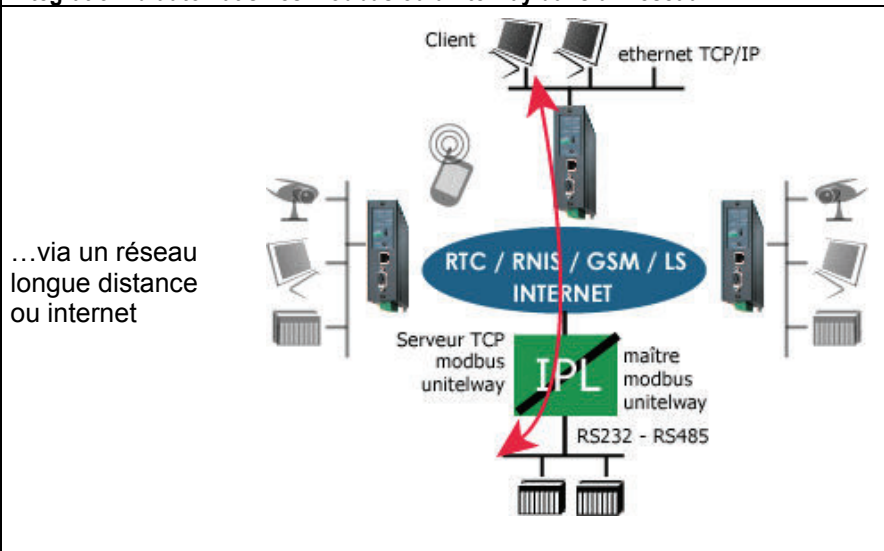 Client
ethernet TCP/IP
…via un réseau
longue distance
ou internet
RTC / RNIS / GSM / LS
INTERNET
Serveur TCP
modbus
unitelway
IPL
maître
modbus
unitelway
RS232 - RS485